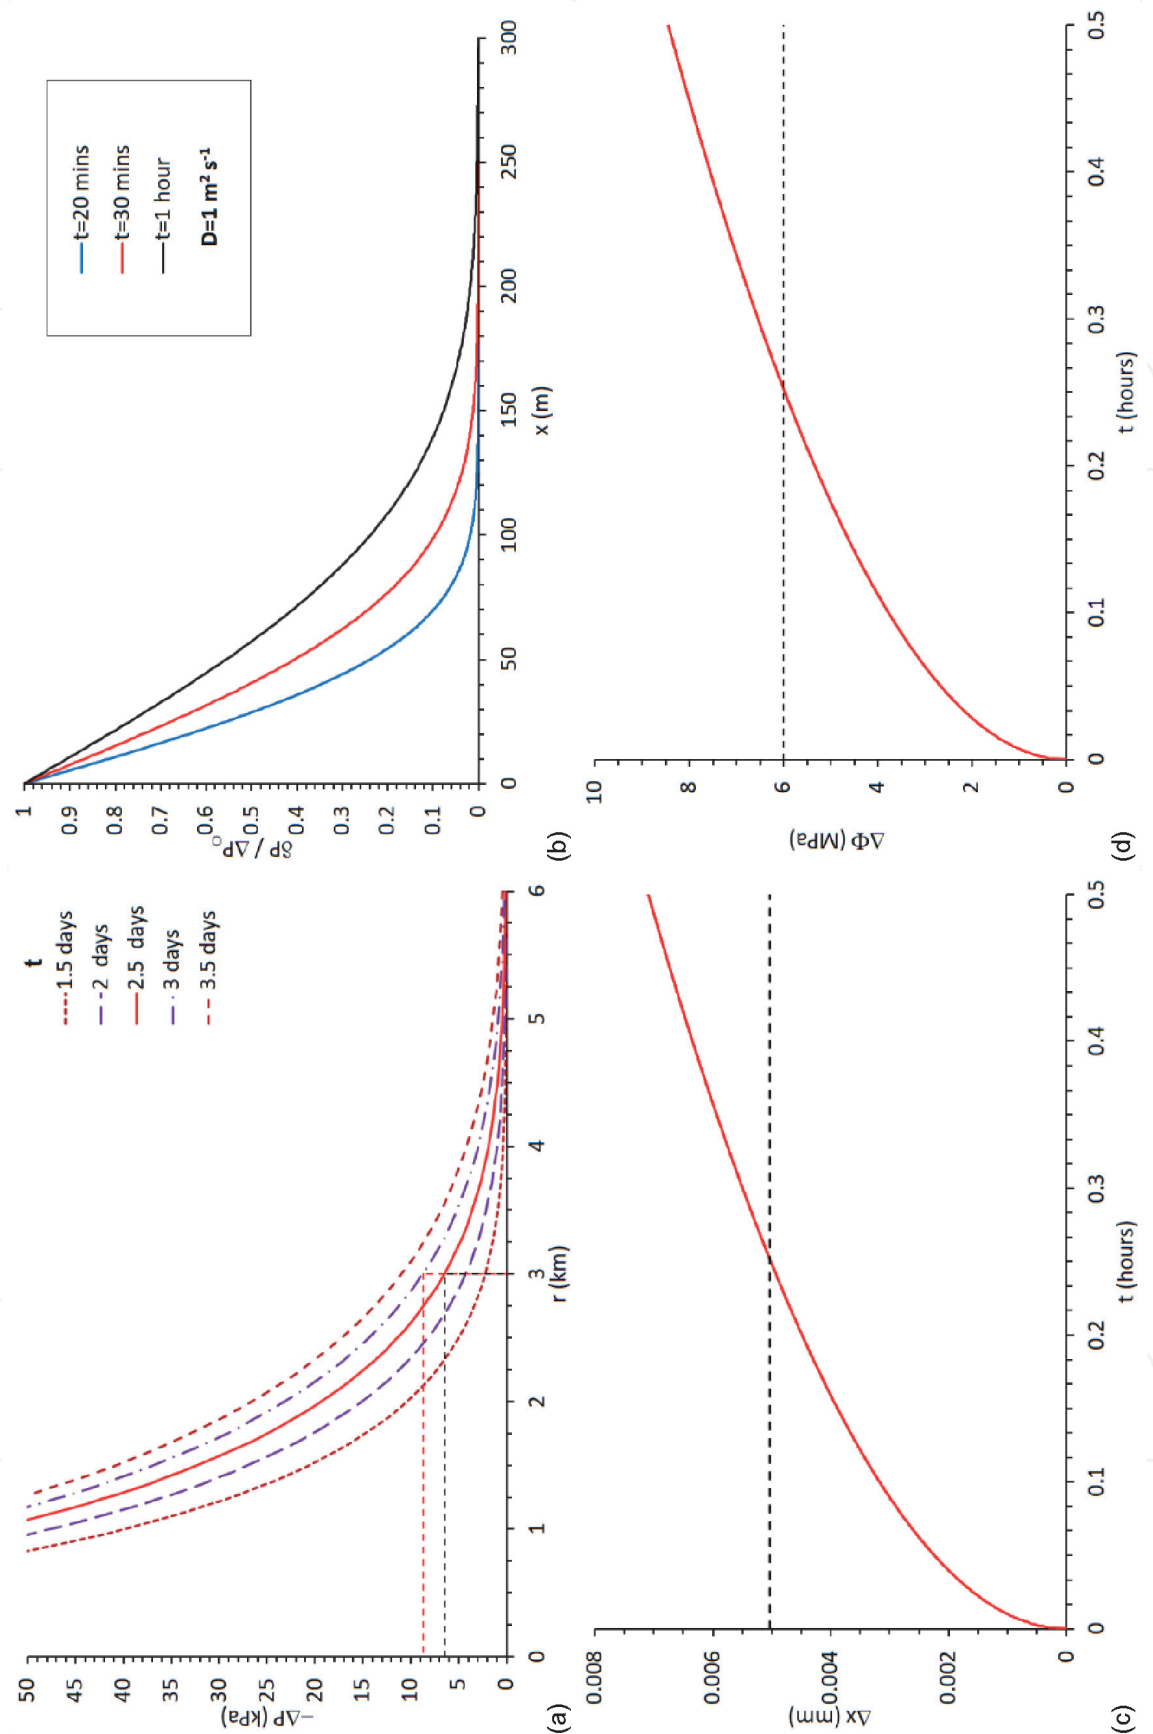 50
45
40
35
30
25
20
15
10
5
0
−ΔP (kPa)
0
1
2
3
4
5
6
r (km)
t
1.5 days
2 days
2.5 days
3 days
3.5 days
(a)
1
0.9
0.8
0.7
0.6
0.5
0.4
0.3
0.2
0.1
0
δP / ΔPO
0
50
100
150
200
250
300
x (m)
t=20 mins
t=30 mins
t=1 hour
D=1 m² s⁻¹
(b)
0.008
0.006
0.004
0.002
0
Δx (mm)
0
0.1
0.2
0.3
0.4
0.5
t (hours)
(c)
10
8
6
4
2
0
ΔΦ (MPa)
0
0.1
0.2
0.3
0.4
0.5
t (hours)
(d)